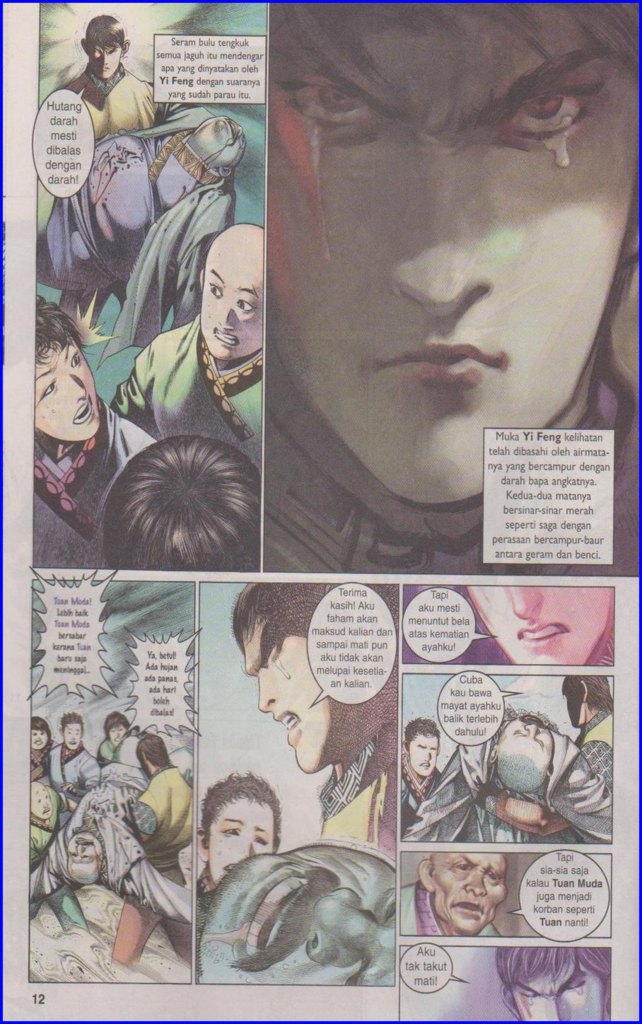 Seram bulu tengkuk
semua jaguh itu mendengar
apa yang dinyatakan oleh
Yi Feng dengan suaranya
yang sudah parau itu.
Hutang
darah
mesti
dibalas
dengan
darah!
Muka Yi Feng kelihatan
telah dibasahi oleh airmata-
nya yang bercampur dengan
darah bapa angkatnya.
Kedua-dua matanya
bersinar-sinar merah
seperti saga dengan
perasaan bercampur-baur
antara geram dan benci.
Tuan Muda!
Lebih baik
Tuan Muda
bersabar
kerana Tuan
baru saja
meninggal...
Ya, betul!
Ada hujan
ada panas,
ada hari
boleh
dibalas!
Terima
kasih! Aku
faham akan
maksud kalian dan
sampai mati pun
aku tidak akan
melupai kesetia-
an kalian.
Tapi
aku mesti
menuntut bela
atas kematian
ayahku!
Cuba
kau bawa
mayat ayahku
balik terlebih
dahulu!
Tapi
sia-sia saja
kalau Tuan Muda
juga menjadi
korban seperti
Tuan nanti!
Aku
tak takut
mati!
12